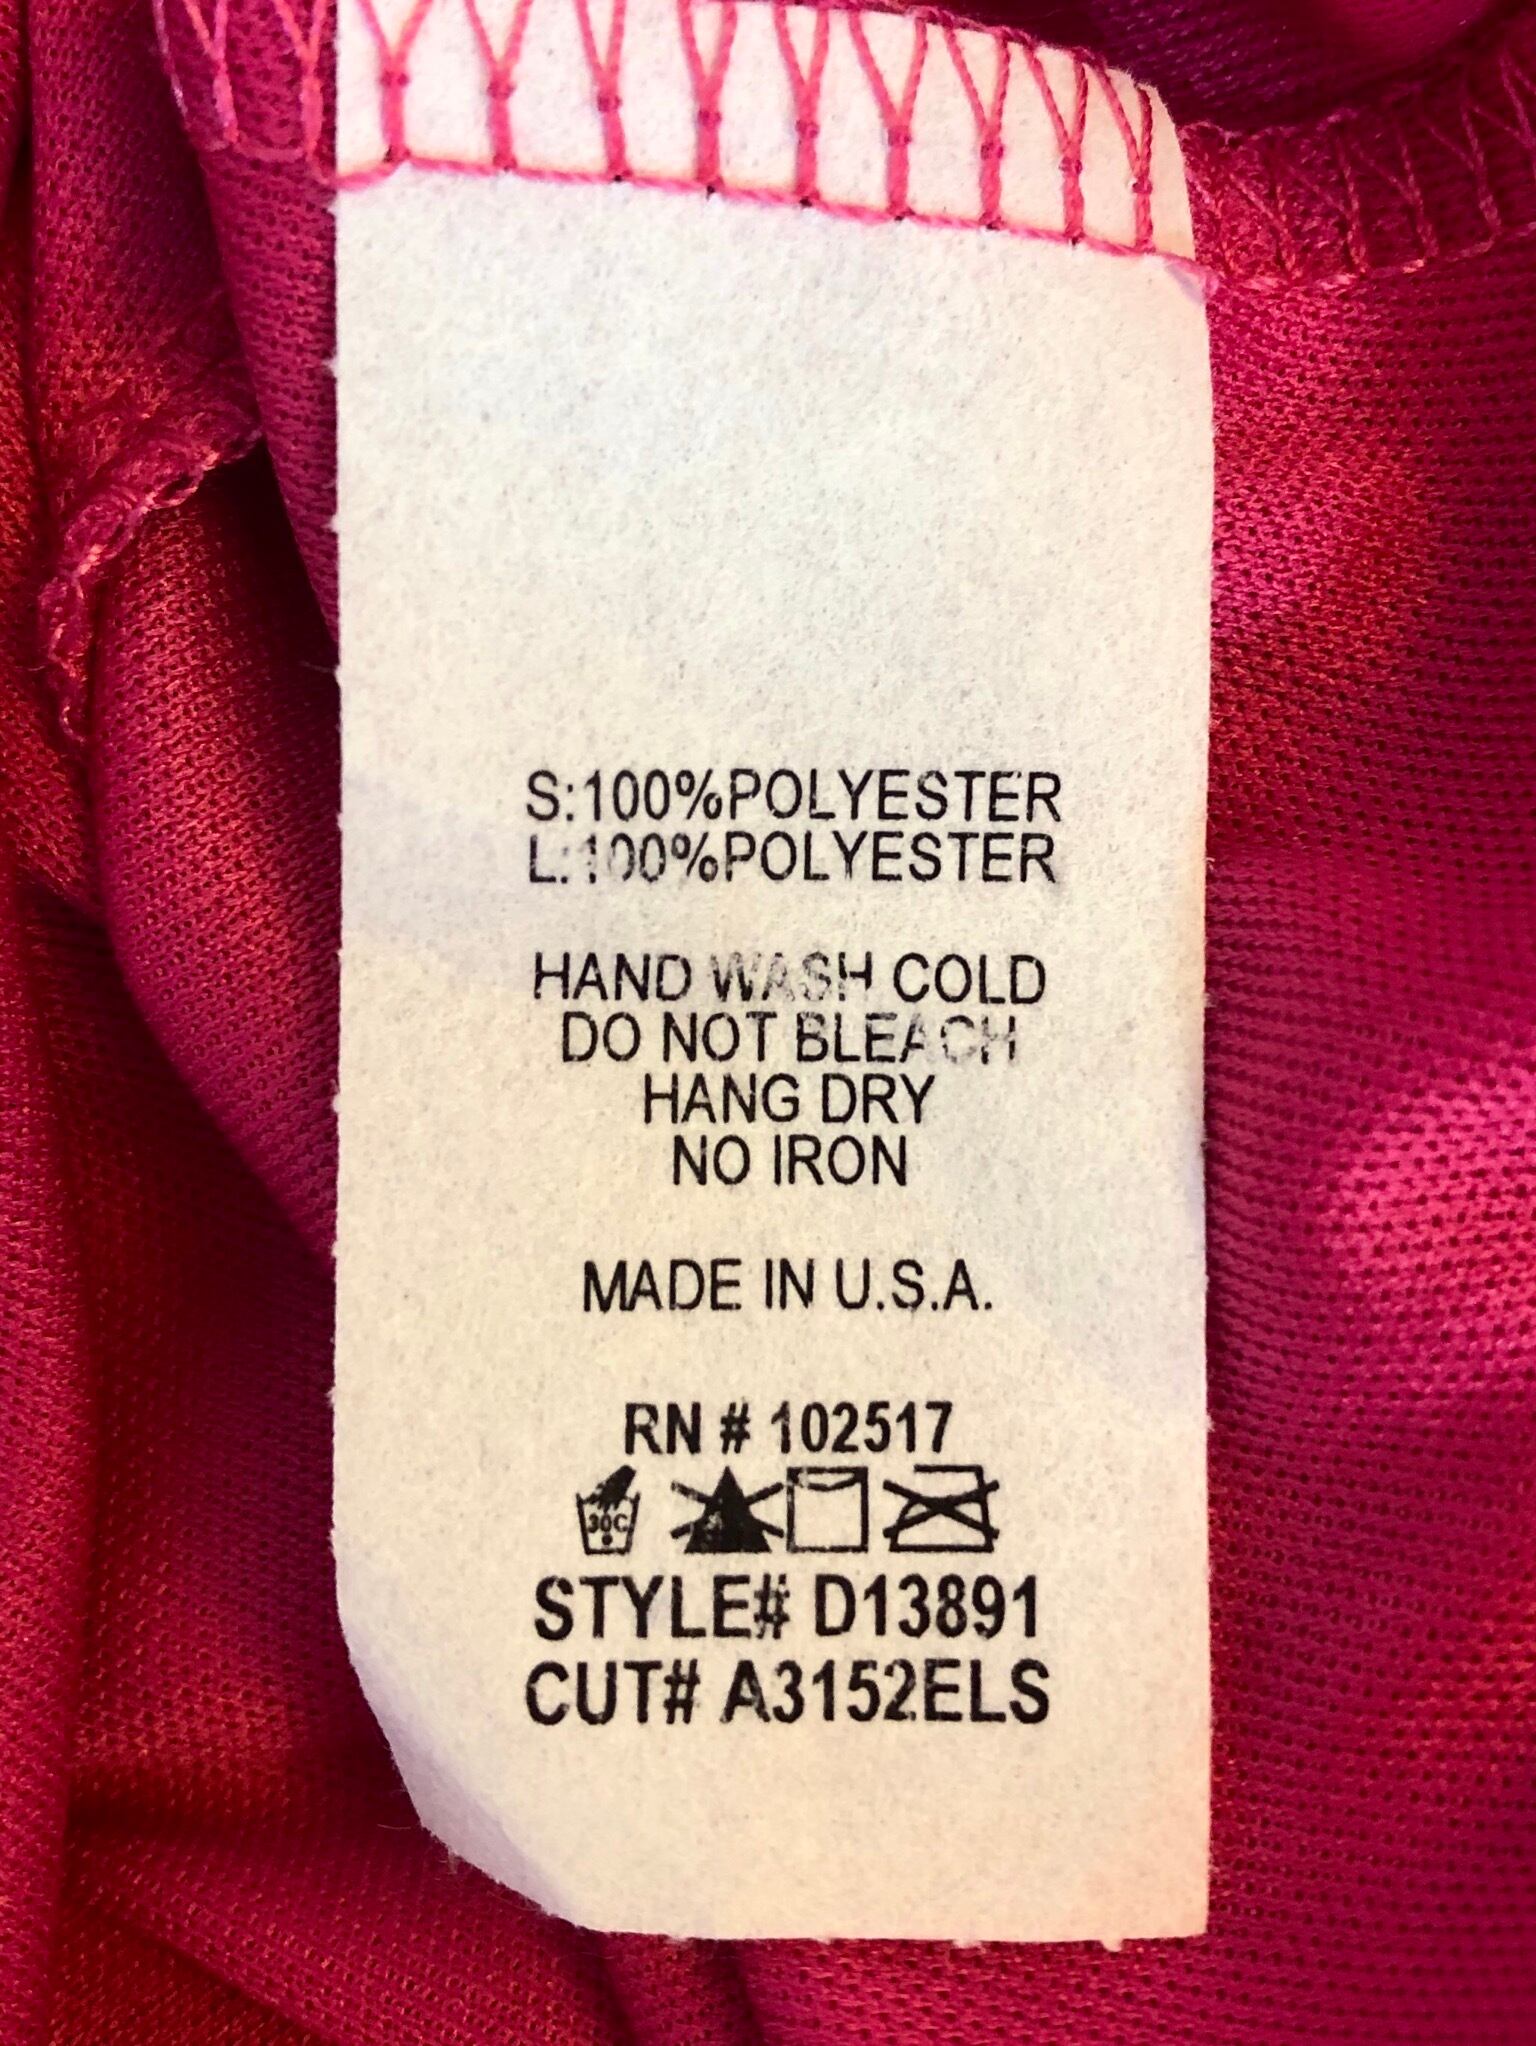 S:100%POLYESTER
L:100%POLYESTER
HAND WASH COLD
DO NOT BLEACH
HANG DRY
NO IRON
MADE IN U.S.A.
RN # 102517
30C
STYLE# D13891
CUT# A3152ELS